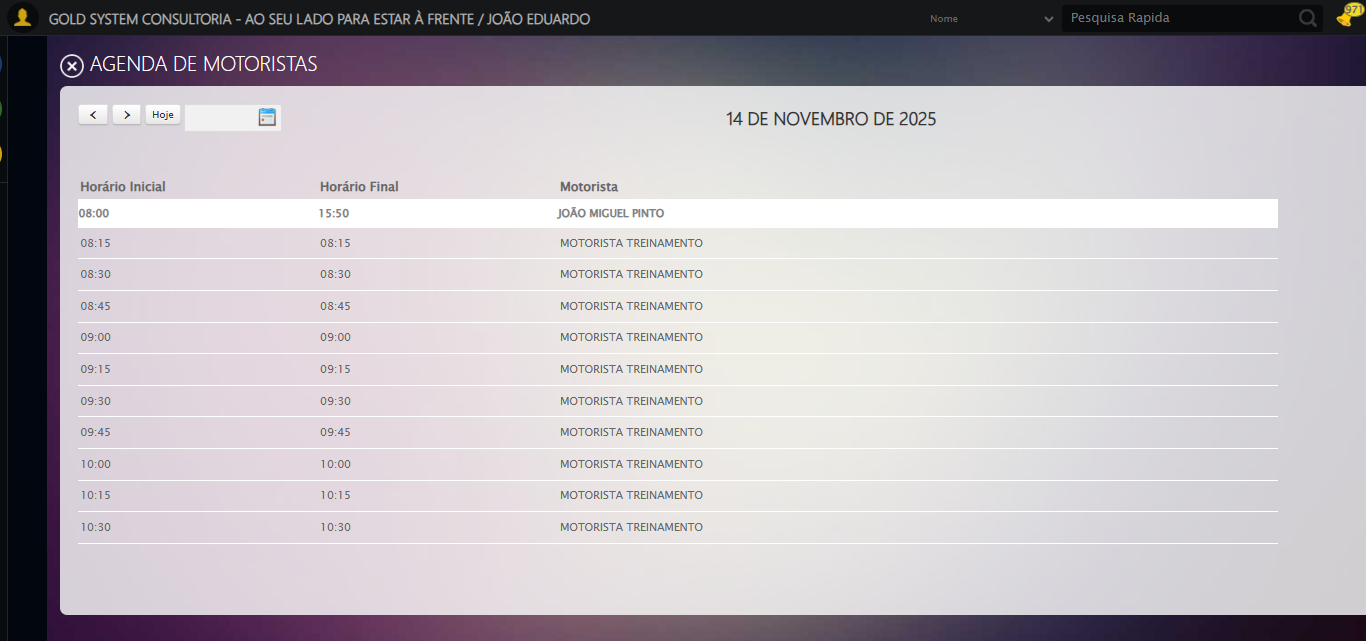 GOLD SYSTEM CONSULTORIA - AO SEU LADO PARA ESTAR À FRENTE / JOÃO EDUARDO Nome Pesquisa Rapida 971
AGENDA DE MOTORISTAS
< > Hoje 14 DE NOVEMBRO DE 2025
Horário Inicial Horário Final Motorista
08:00 15:50 JOÃO MIGUEL PINTO
08:15 08:15 MOTORISTA TREINAMENTO
08:30 08:30 MOTORISTA TREINAMENTO
08:45 08:45 MOTORISTA TREINAMENTO
09:00 09:00 MOTORISTA TREINAMENTO
09:15 09:15 MOTORISTA TREINAMENTO
09:30 09:30 MOTORISTA TREINAMENTO
09:45 09:45 MOTORISTA TREINAMENTO
10:00 10:00 MOTORISTA TREINAMENTO
10:15 10:15 MOTORISTA TREINAMENTO
10:30 10:30 MOTORISTA TREINAMENTO